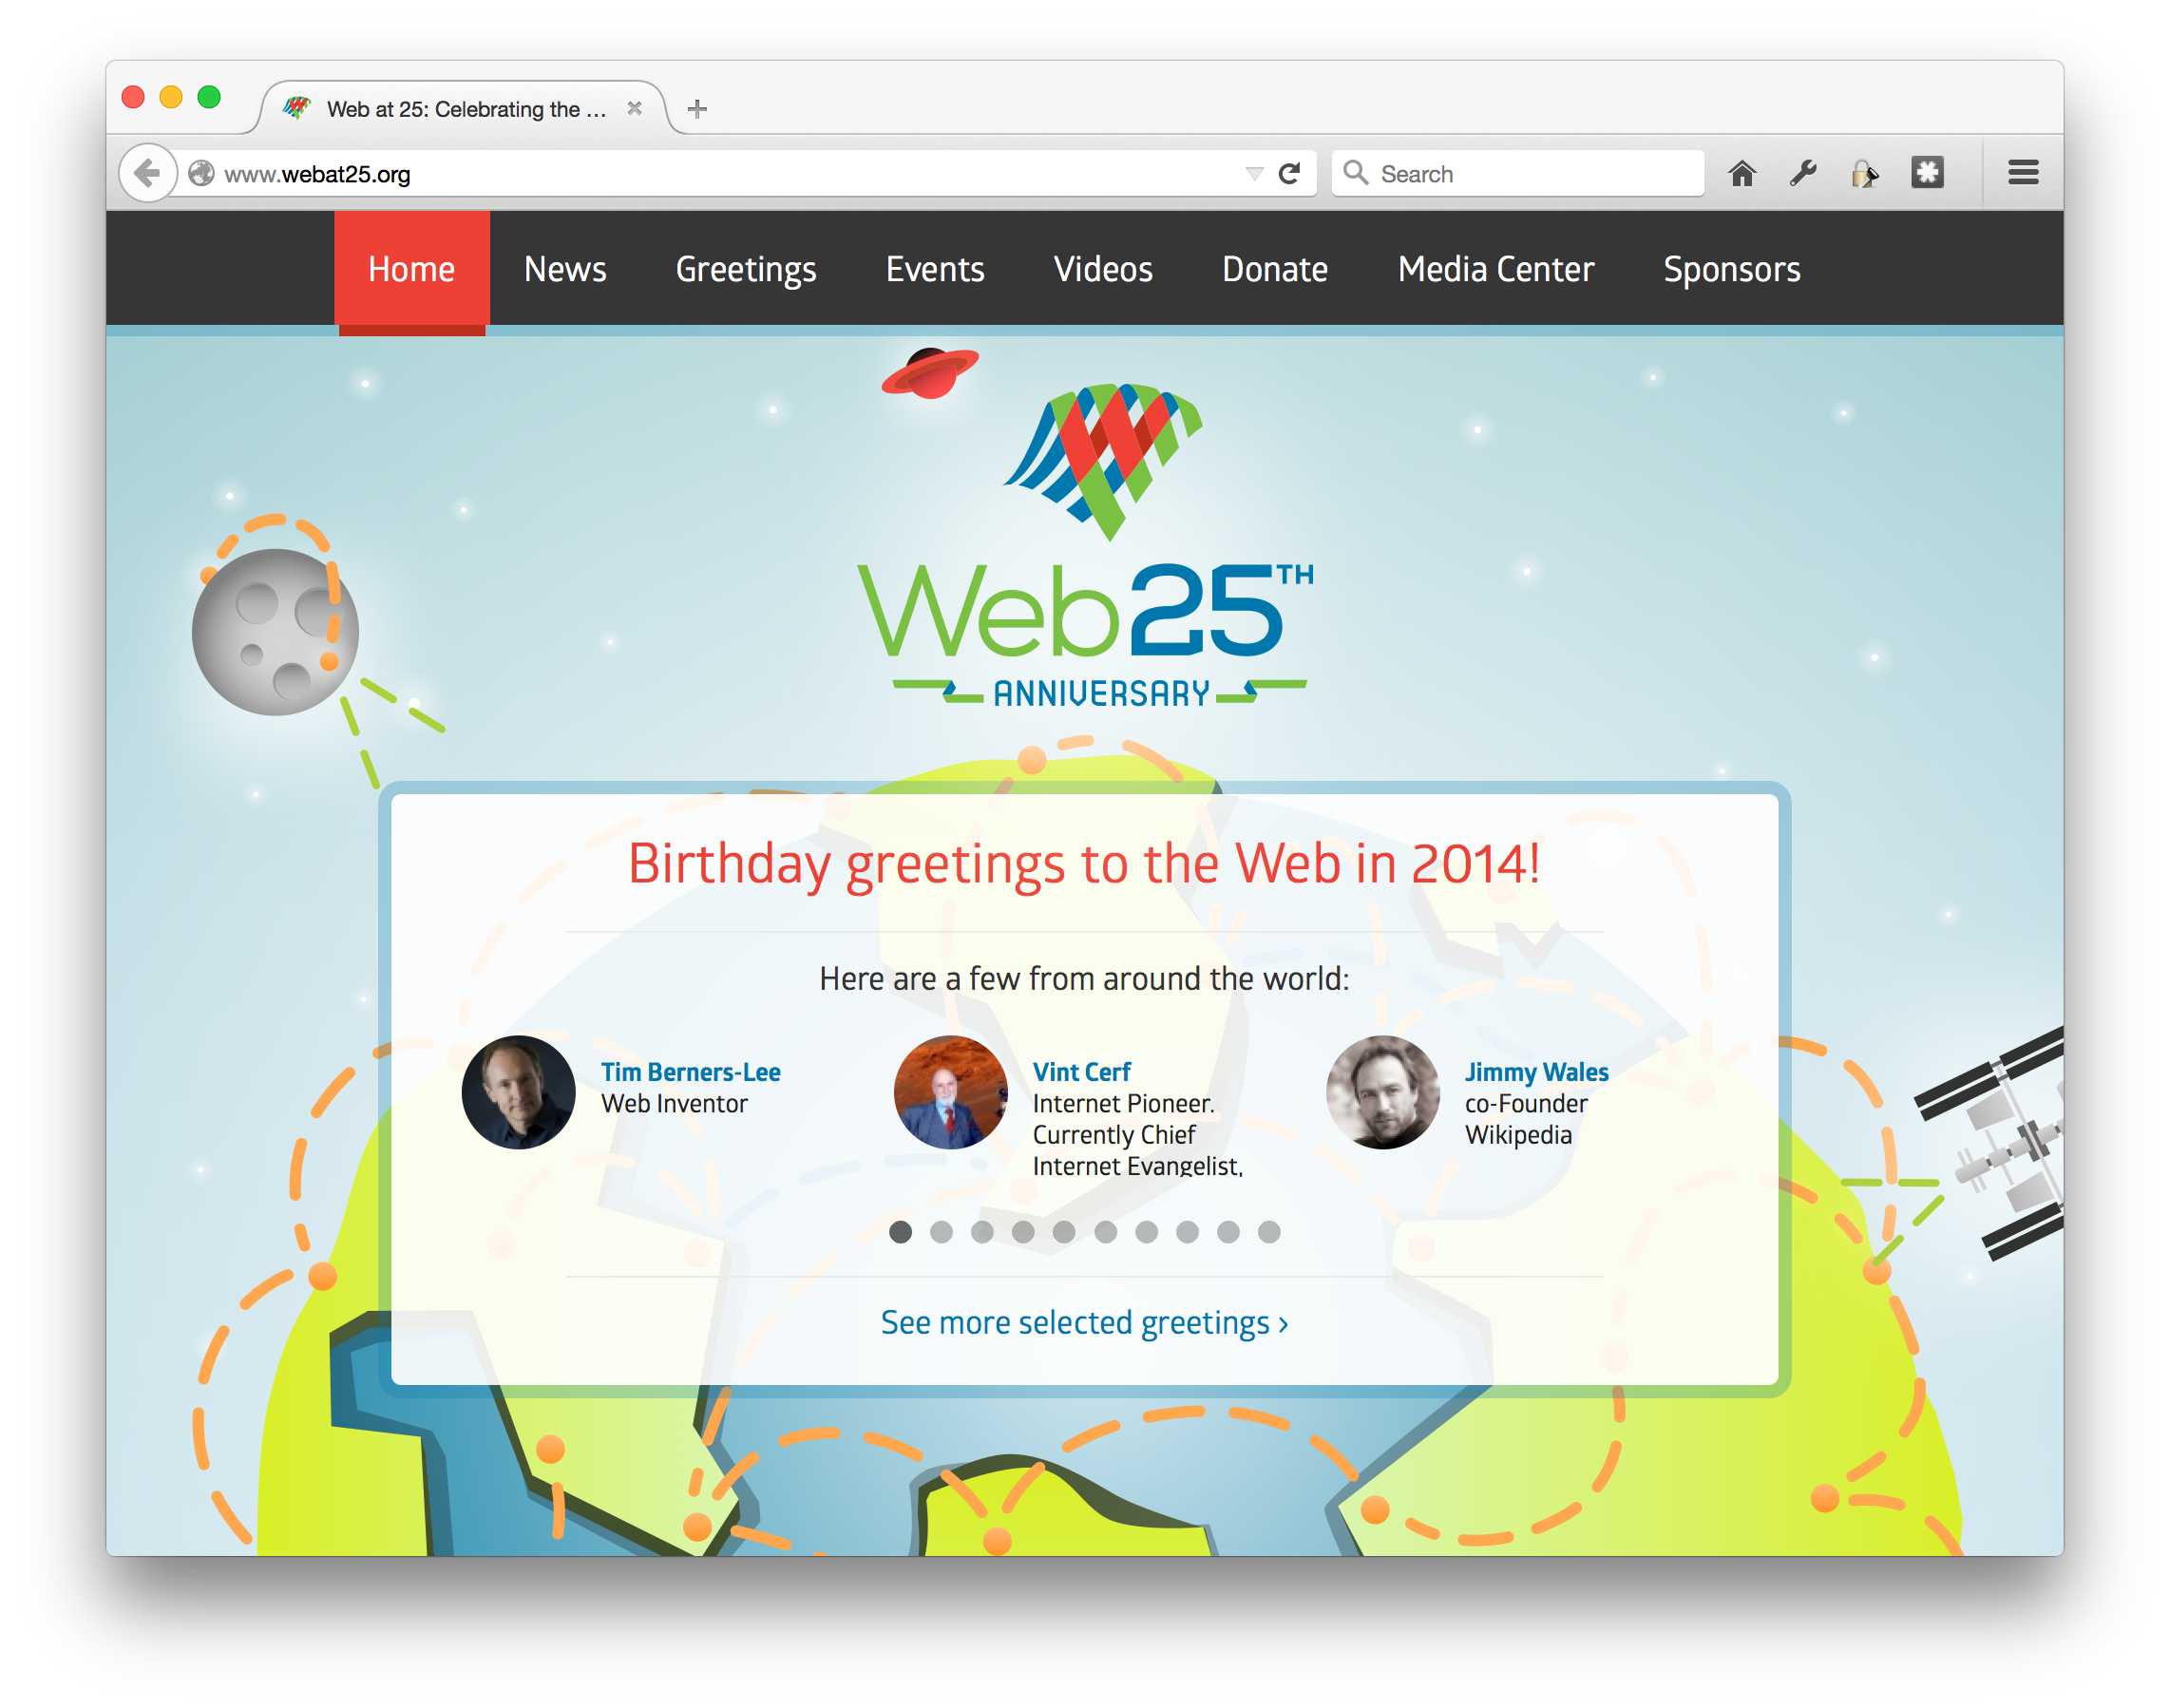 Web at 25: Celebrating the ...
www.webat25.org
Search
Home News Greetings Events Videos Donate Media Center Sponsors
Web25TH
ANNIVERSARY
Birthday greetings to the Web in 2014!
Here are a few from around the world:
Tim Berners-Lee
Web Inventor
Vint Cerf
Internet Pioneer.
Currently Chief
Internet Evangelist,
Jimmy Wales
co-Founder
Wikipedia
See more selected greetings ›